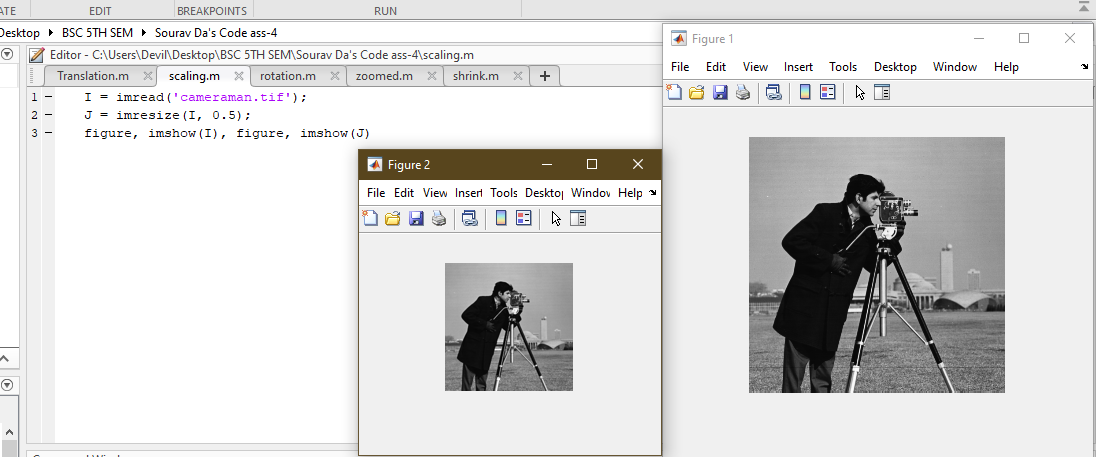 ATE EDIT BREAKPOINTS RUN
Desktop BSC 5TH SEM Sourav Da's Code ass-4
Editor - C:\Users\Devil\Desktop\BSC 5TH SEM\Sourav Da's Code ass-4\scaling.m
Translation.m scaling.m rotation.m zoomed.m shrink.m
1 I = imread('cameraman.tif');
2 J = imresize(I, 0.5);
3 figure, imshow(I), figure, imshow(J)
Figure 2
File Edit View Insert Tools Desktop Window Help
Figure 1
File Edit View Insert Tools Desktop Window Help